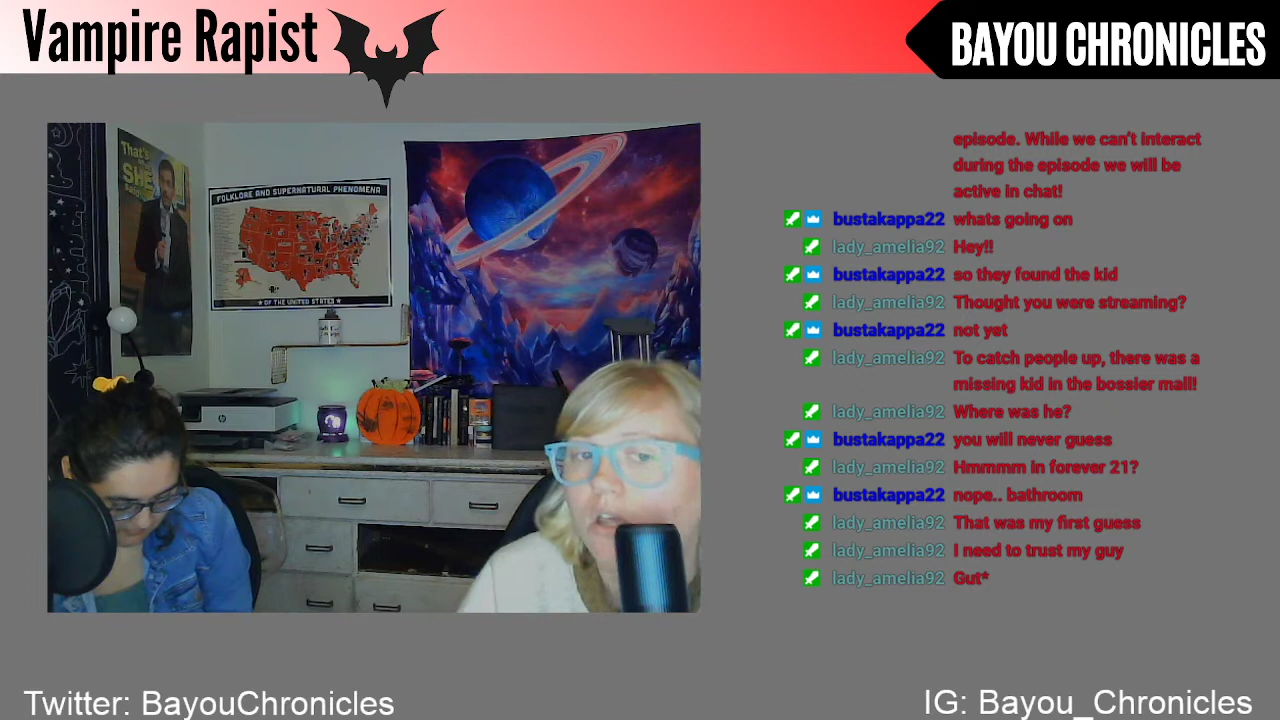 Vampire Rapist
BAYOU CHRONICLES
That's
SHE
FOLKLORE AND SUPERNATURAL PHENOMENA
★ OF THE UNITED STATES ★
hp
episode. While we can't interact
during the episode we will be
active in chat!
bustakappa22 whats going on
lady_amelia92 Hey!!
bustakappa22 so they found the kid
lady_amelia92 Thought you were streaming?
bustakappa22 not yet
lady_amelia92 To catch people up, there was a
missing kid in the bossier mall!
lady_amelia92 Where was he?
bustakappa22 you will never guess
lady_amelia92 Hmmmm in forever 21?
bustakappa22 nope.. bathroom
lady_amelia92 That was my first guess
lady_amelia92 I need to trust my guy
lady_amelia92 Gut*
Twitter: BayouChronicles
IG: Bayou_Chronicles